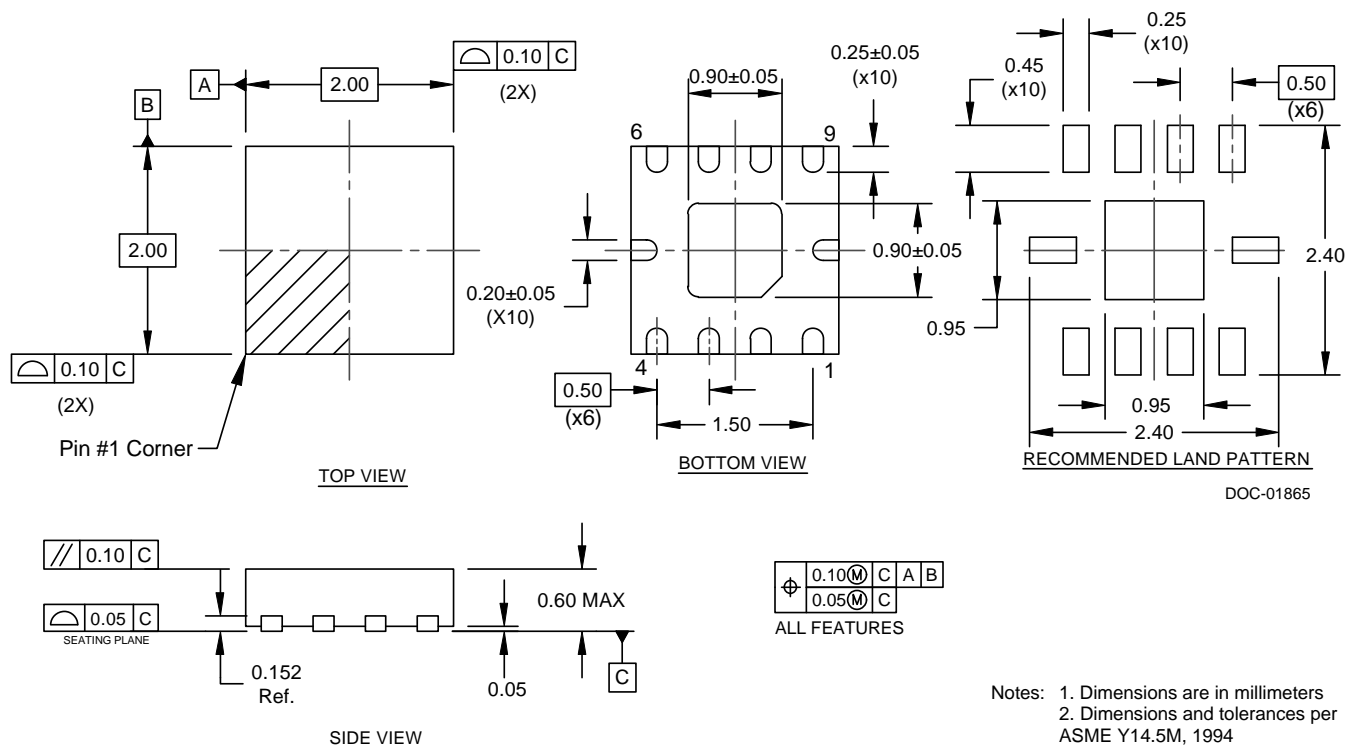 A
2.00
⌓ 0.10 C
(2X)
B
2.00
⌓ 0.10 C
(2X)
Pin #1 Corner
TOP VIEW
0.90±0.05
0.25±0.05
(x10)
6
9
0.90±0.05
0.20±0.05
(X10)
4
1
0.50
(x6)
1.50
BOTTOM VIEW
0.25
(x10)
0.45
(x10)
0.50
(x6)
2.40
0.95
0.95
2.40
RECOMMENDED LAND PATTERN
DOC-01865
// 0.10 C
⌓ 0.05 C
SEATING PLANE
0.152
Ref.
0.60 MAX
0.05
C
SIDE VIEW
⌖ 0.10Ⓜ C A B
0.05Ⓜ C
ALL FEATURES
Notes: 1. Dimensions are in millimeters
2. Dimensions and tolerances per
ASME Y14.5M, 1994